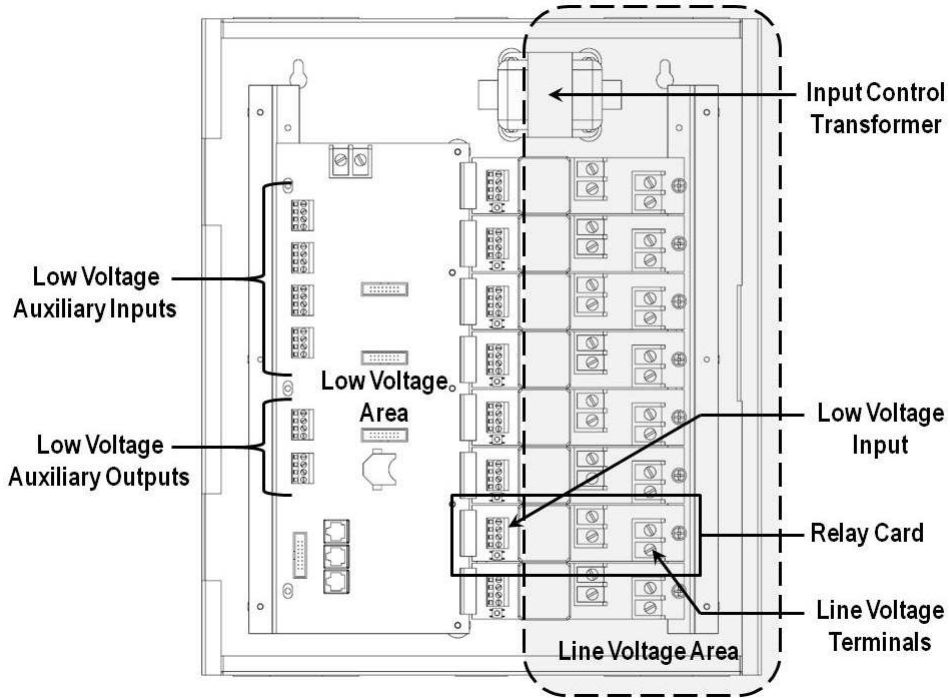 Input Control
Transformer
Low Voltage
Auxiliary Inputs
Low Voltage
Area
Low Voltage
Input
Low Voltage
Auxiliary Outputs
Relay Card
Line Voltage
Terminals
Line Voltage Area